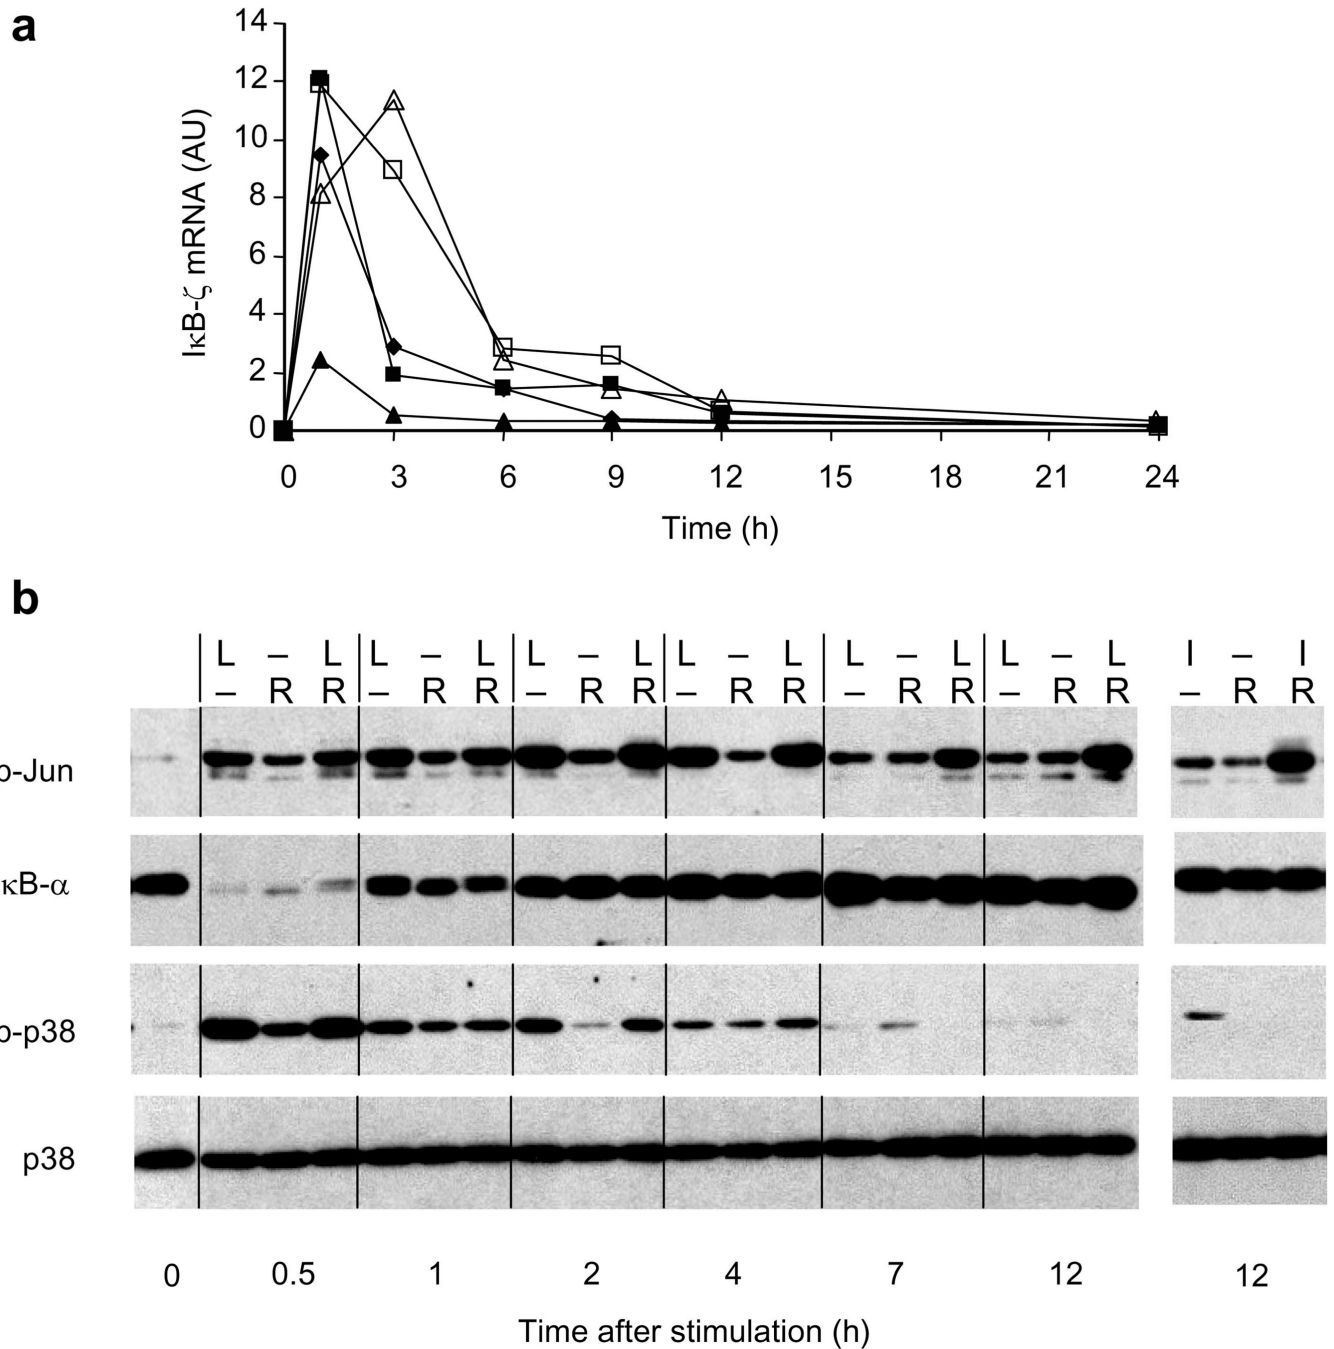 a
14
12
10
8
6
4
2
0
IκB-ζ mRNA (AU)
0 3 6 9 12 15 18 21 24
Time (h)
b
L – L L – L L – L L – L L – L L – L I – I
– R R – R R – R R – R R – R R – R R – R R
p-Jun
κB-α
p-p38
p38
0 0.5 1 2 4 7 12 12
Time after stimulation (h)